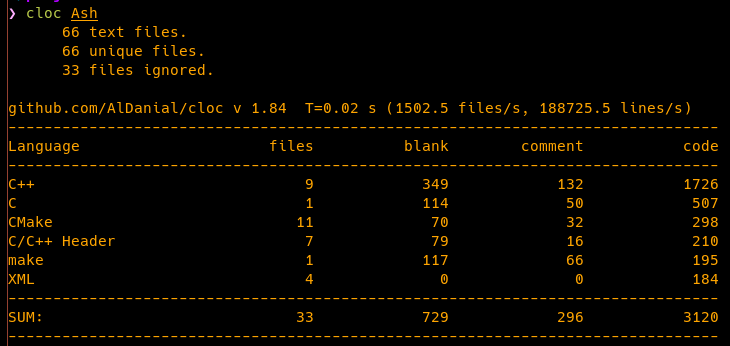 ❯ cloc Ash
      66 text files.
      66 unique files.
      33 files ignored.

github.com/AlDanial/cloc v 1.84  T=0.02 s (1502.5 files/s, 188725.5 lines/s)
-------------------------------------------------------------------------------
Language                     files          blank        comment           code
-------------------------------------------------------------------------------
C++                              9            349            132           1726
C                                1            114             50            507
CMake                           11             70             32            298
C/C++ Header                     7             79             16            210
make                             1            117             66            195
XML                              4              0              0            184
-------------------------------------------------------------------------------
SUM:                            33            729            296           3120
-------------------------------------------------------------------------------